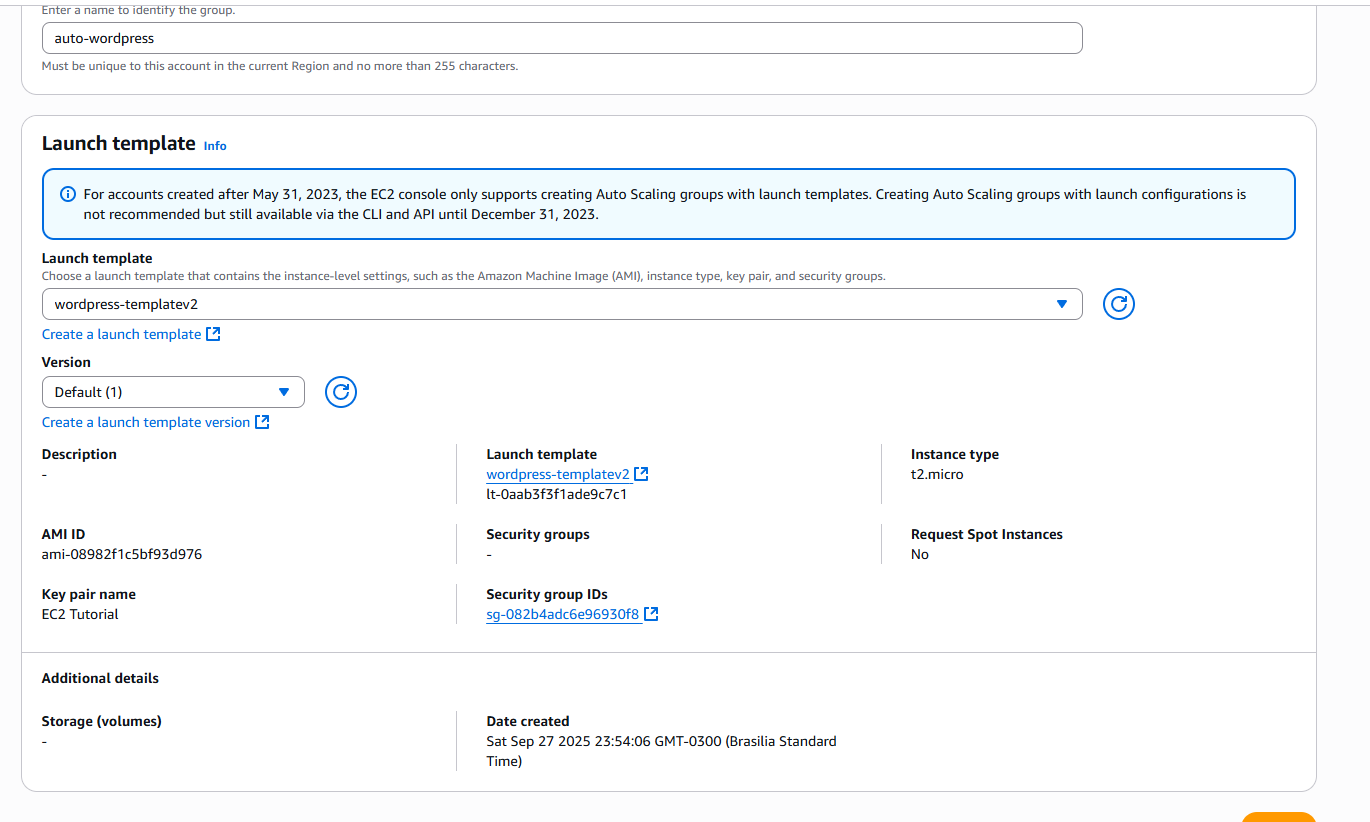 Enter a name to identify the group.
auto-wordpress
Must be unique to this account in the current Region and no more than 255 characters.
Launch template Info
For accounts created after May 31, 2023, the EC2 console only supports creating Auto Scaling groups with launch templates. Creating Auto Scaling groups with launch configurations is
not recommended but still available via the CLI and API until December 31, 2023.
Launch template
Choose a launch template that contains the instance-level settings, such as the Amazon Machine Image (AMI), instance type, key pair, and security groups.
wordpress-templatev2
Create a launch template
Version
Default (1)
Create a launch template version
Description
-
Launch template
wordpress-templatev2
lt-0aab3f3f1ade9c7c1
Instance type
t2.micro
AMI ID
ami-08982f1c5bf93d976
Security groups
-
Request Spot Instances
No
Key pair name
EC2 Tutorial
Security group IDs
sg-082b4adc6e96930f8
Additional details
Storage (volumes)
-
Date created
Sat Sep 27 2025 23:54:06 GMT-0300 (Brasilia Standard
Time)